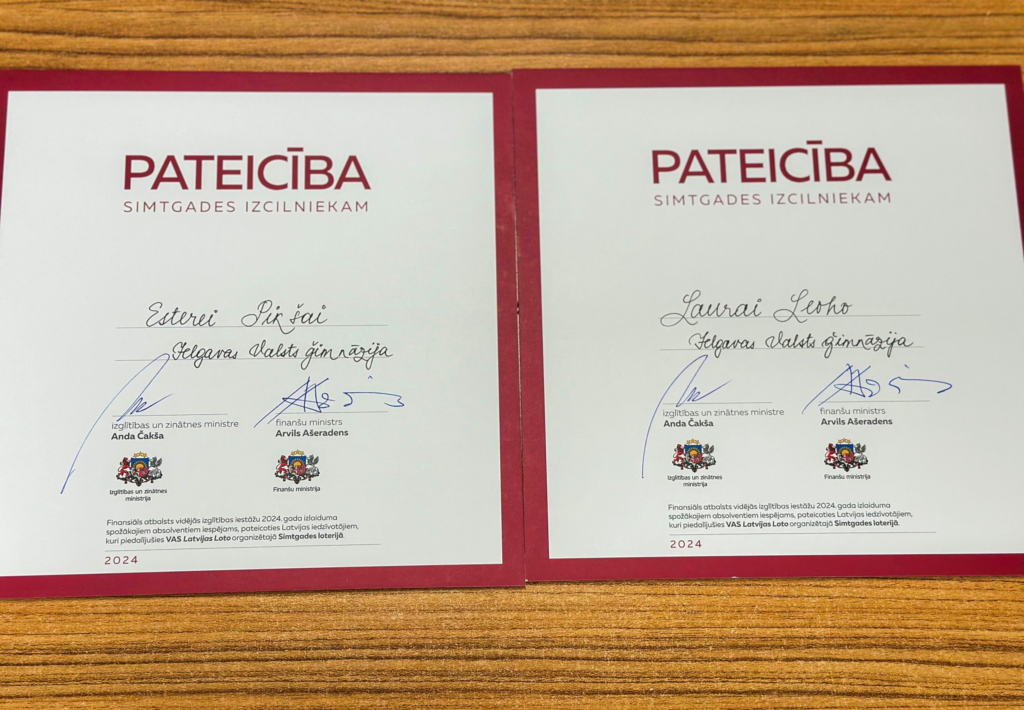 PATEICĪBA
SIMTGADES IZCILNIEKAM
Esterei Pikšai
Jelgavas Valsts ģimnāzija
izglītības un zinātnes ministre
Anda Čakša
finanšu ministrs
Arvils Ašeradens
Izglītības un zinātnes
ministrija
Finanšu ministrija
Finansiāls atbalsts vidējās izglītības iestāžu 2024. gada izlaiduma
spožākajiem absolventiem iespējams, pateicoties Latvijas iedzīvotājiem,
kuri piedalījušies VAS Latvijas Loto organizētajā Simtgades loterijā.
2024
PATEICĪBA
SIMTGADES IZCILNIEKAM
Laurai Leoho
Jelgavas Valsts ģimnāzija
izglītības un zinātnes ministre
Anda Čakša
finanšu ministrs
Arvils Ašeradens
Izglītības un zinātnes
ministrija
Finanšu ministrija
Finansiāls atbalsts vidējās izglītības iestāžu 2024. gada izlaiduma
spožākajiem absolventiem iespējams, pateicoties Latvijas iedzīvotājiem,
kuri piedalījušies VAS Latvijas Loto organizētajā Simtgades loterijā.
2024